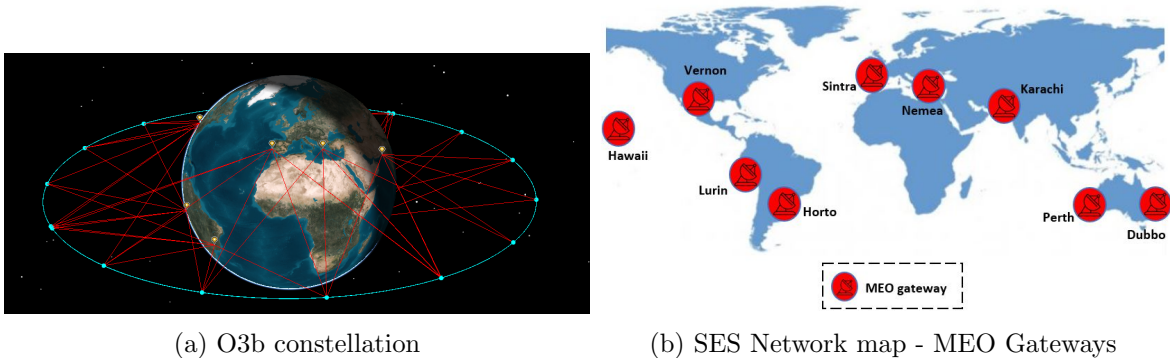 Vernon
Sintra
Karachi
Nemea
Hawaii
Lurin
Horto
Perth
Dubbo
MEO gateway
(a) O3b constellation
(b) SES Network map - MEO Gateways